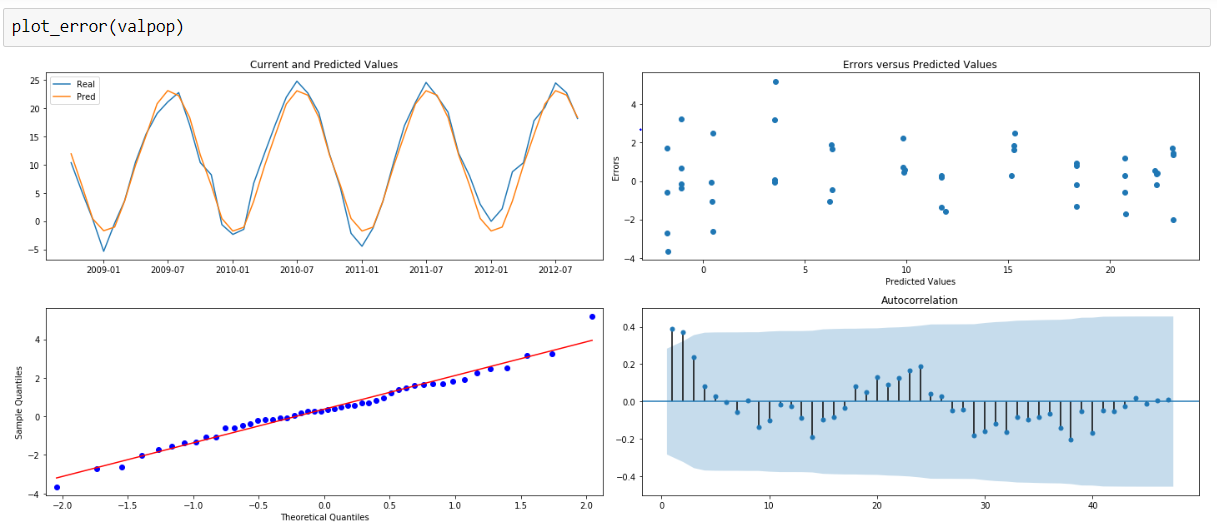 plot_error(valpop)
Current and Predicted Values
25
20
15
10
5
0
−5
Real
Pred
2009-01 2009-07 2010-01 2010-07 2011-01 2011-07 2012-01 2012-07
Errors versus Predicted Values
Errors
4
2
0
−2
−4
0 5 10 15 20
Predicted Values
Sample Quantiles
4
2
0
−2
−4
−2.0 −1.5 −1.0 −0.5 0.0 0.5 1.0 1.5 2.0
Theoretical Quantiles
Autocorrelation
0.4
0.2
0.0
−0.2
−0.4
0 10 20 30 40